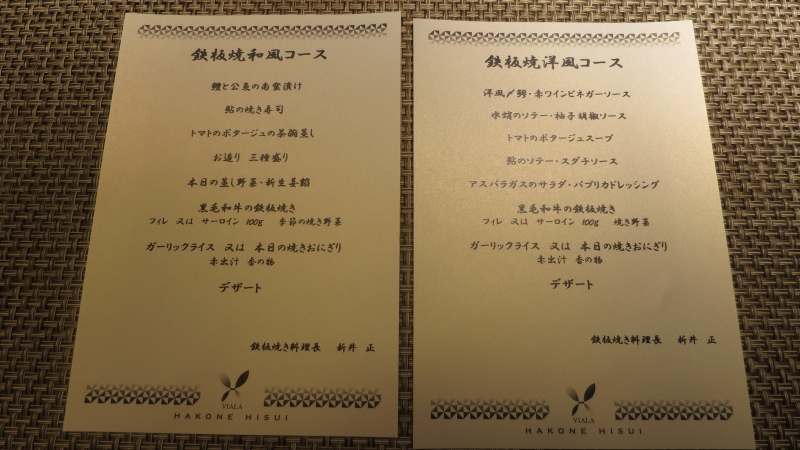 鉄板焼和風コース
鱧と公魚の南蛮漬け
鮎の焼き寿司
トマトのポタージュの茶碗蒸し
お造り 三種盛り
本日の蒸し野菜・新生姜餡
黒毛和牛の鉄板焼き
フィレ 又は サーロイン 100g 季節の焼き野菜
ガーリックライス 又は 本日の焼きおにぎり
赤出汁 香の物
デザート
鉄板焼き料理長 新井 正
VIALA
HAKONE HISUI
鉄板焼洋風コース
洋風〆鯵・赤ワインビネガーソース
水蛸のソテー・柚子胡椒ソース
トマトのポタージュスープ
鮎のソテー・スダチソース
アスパラガスのサラダ・パプリカドレッシング
黒毛和牛の鉄板焼き
フィレ 又は サーロイン 100g 焼き野菜
ガーリックライス 又は 本日の焼きおにぎり
赤出汁 香の物
デザート
鉄板焼き料理長 新井 正
VIALA
HAKONE HISUI